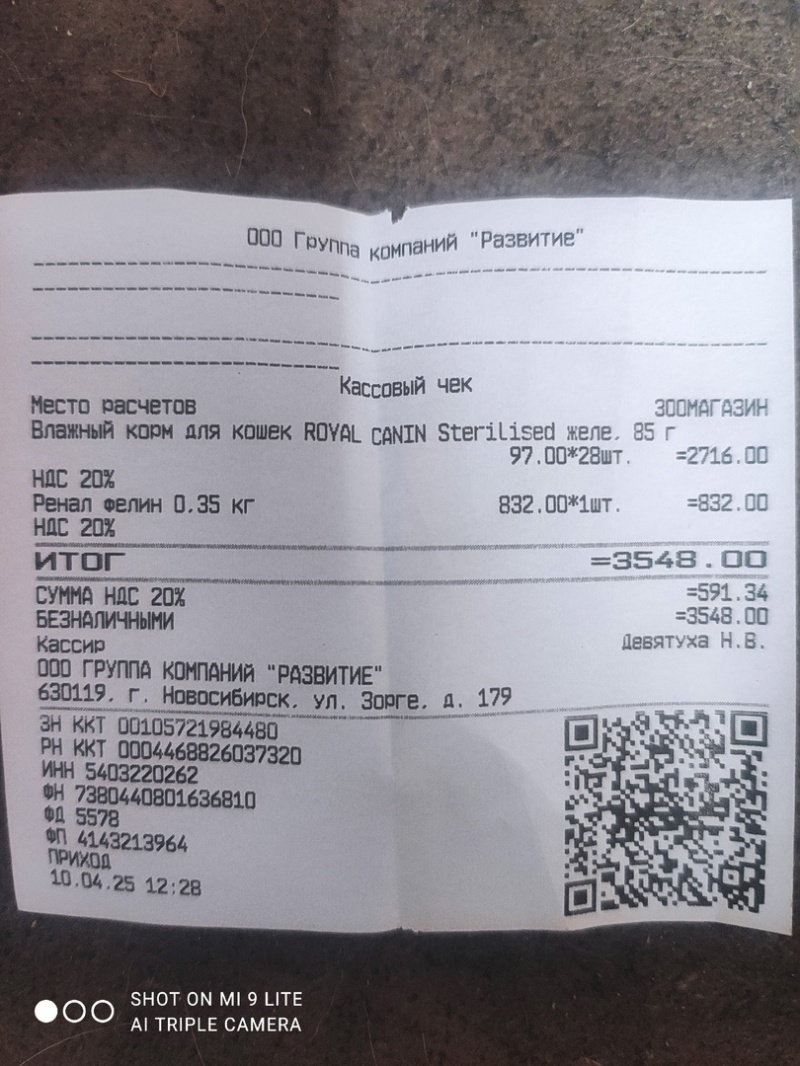 ООО Группа компаний "Развитие"
Кассовый чек
Место расчетов ЗООМАГАЗИН
Влажный корм для кошек ROYAL CANIN Sterilised желе, 85 г
97.00*28шт. =2716.00
НДС 20%
Ренал фелин 0,35 кг 832.00*1шт. =832.00
НДС 20%
ИТОГ =3548.00
СУММА НДС 20% =591.34
БЕЗНАЛИЧНЫМИ =3548.00
Кассир Девятуха Н.В.
ООО ГРУППА КОМПАНИЙ "РАЗВИТИЕ"
630119, г. Новосибирск, ул. Зорге, д. 179
ЗН ККТ 00105721984480
РН ККТ 0004468826037320
ИНН 5403220262
ФН 7380440801636810
ФД 5578
ФП 4143213964
ПРИХОД
10.04.25 12:28
SHOT ON MI 9 LITE
AI TRIPLE CAMERA